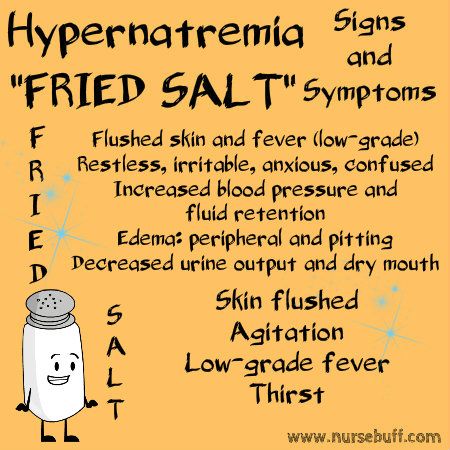 Hypernatremia
Signs
and
Symptoms
"FRIED SALT"
F
R
I
E
D
Flushed skin and fever (low-grade)
Restless, irritable, anxious, confused
Increased blood pressure and
fluid retention
Edema: peripheral and pitting
Decreased urine output and dry mouth
S
A
L
T
Skin flushed
Agitation
Low-grade fever
Thirst
www.nursebuff.com